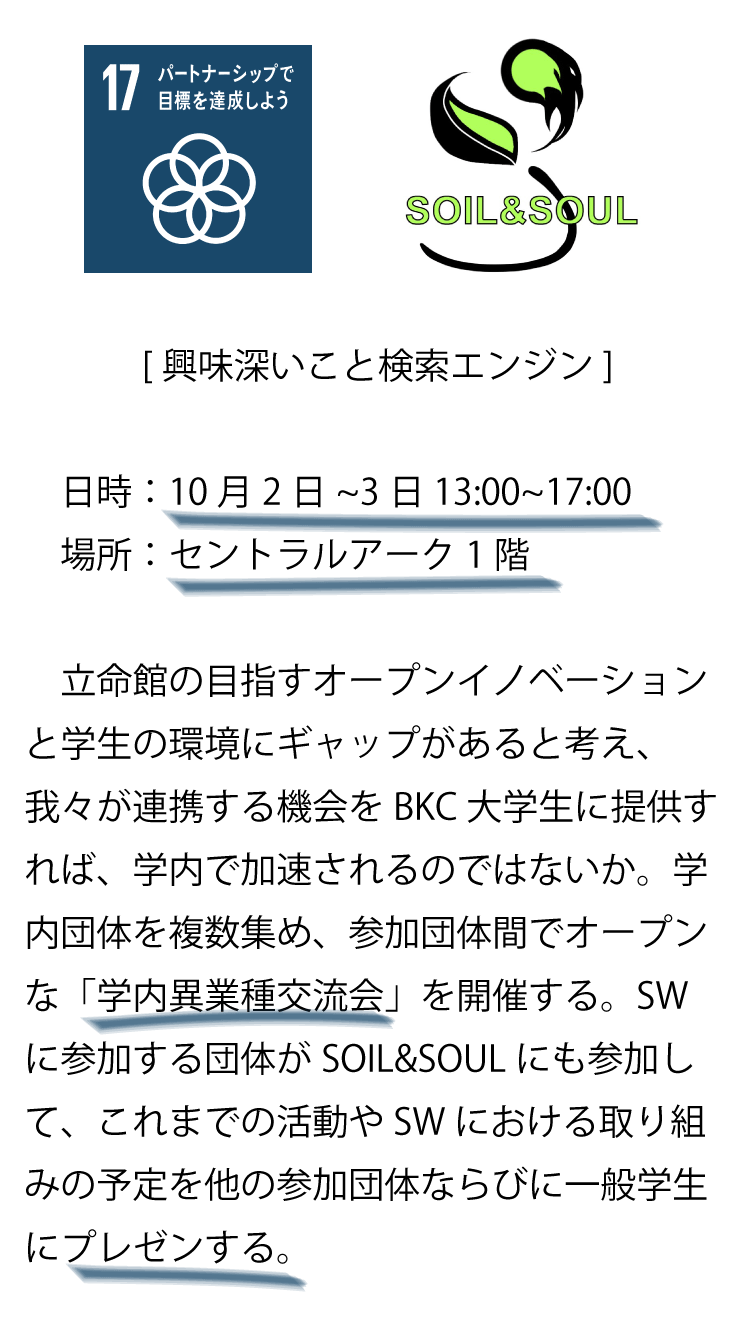 17 パートナーシップで
目標を達成しよう
SOIL&SOUL
[ 興味深いこと検索エンジン ]
日時：10 月 2 日 ~3 日 13:00~17:00
場所：セントラルアーク 1 階
立命館の目指すオープンイノベーション
と学生の環境にギャップがあると考え、
我々が連携する機会を BKC 大学生に提供す
れば、学内で加速されるのではないか。学
内団体を複数集め、参加団体間でオープン
な「学内異業種交流会」を開催する。SW
に参加する団体が SOIL&SOUL にも参加し
て、これまでの活動や SW における取り組
みの予定を他の参加団体ならびに一般学生
にプレゼンする。